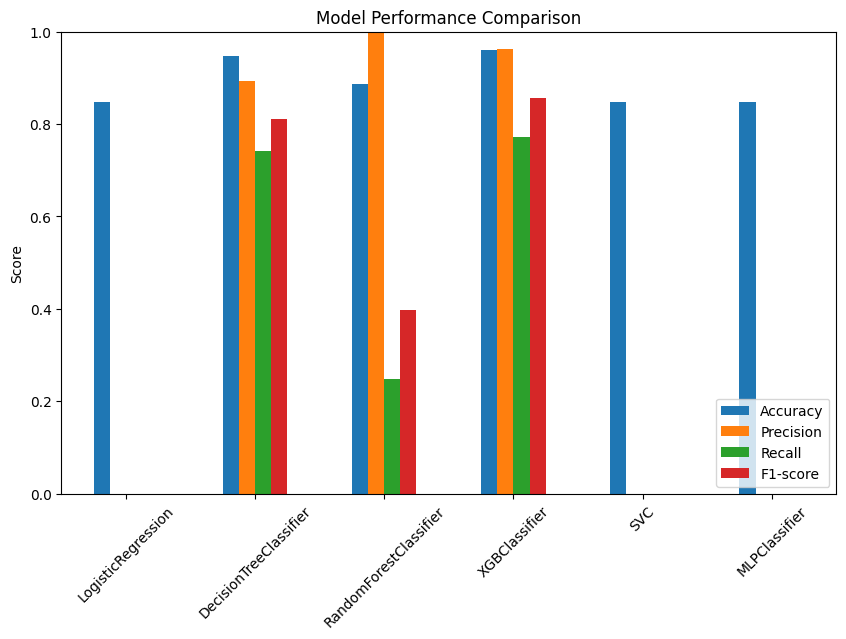 Model Performance Comparison
Score
1.0
0.8
0.6
0.4
0.2
0.0
Accuracy
Precision
Recall
F1-score
LogisticRegression
DecisionTreeClassifier
RandomForestClassifier
XGBClassifier
SVC
MLPClassifier